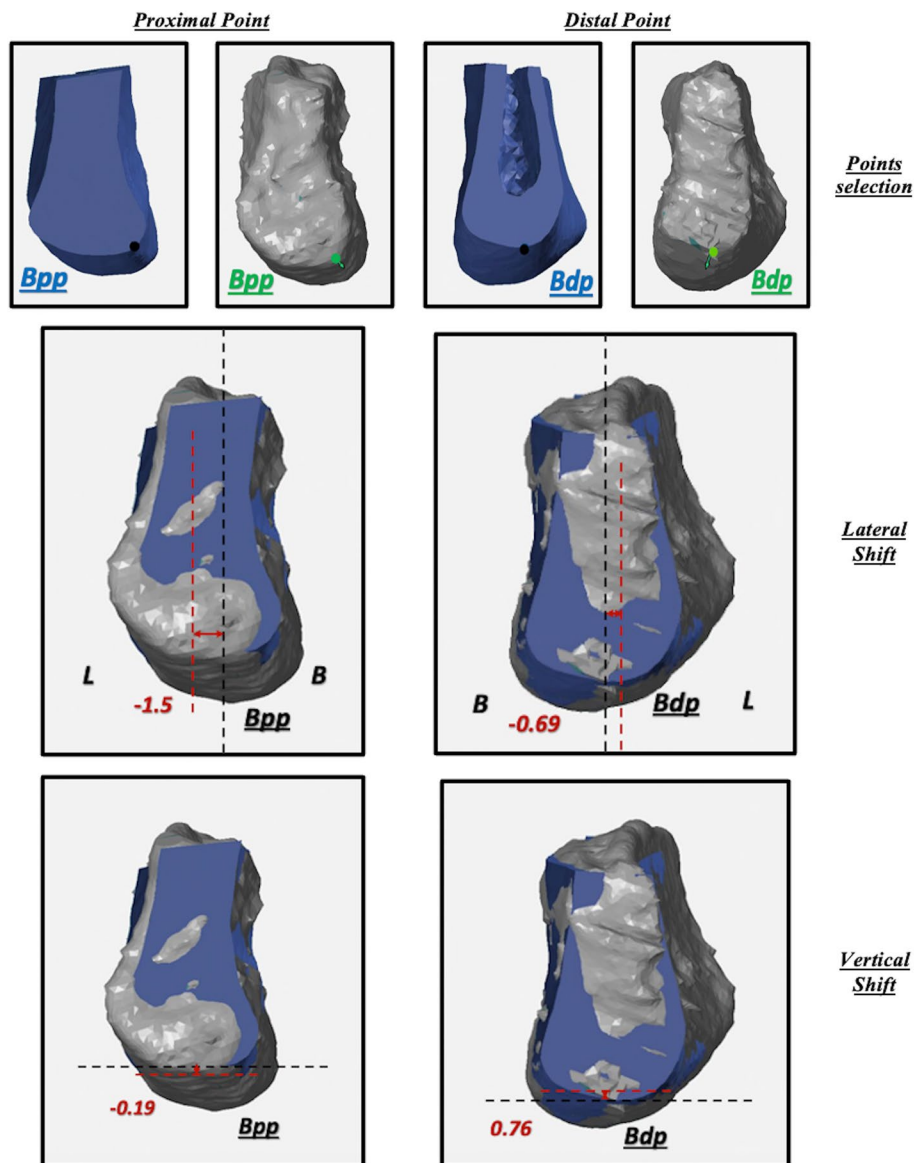 Proximal Point
Distal Point
Bpp
Bpp
Bdp
Bdp
Points
selection
L
B
-1.5
Bpp
B
-0.69
Bdp
L
Lateral
Shift
-0.19
Bpp
0.76
Bdp
Vertical
Shift